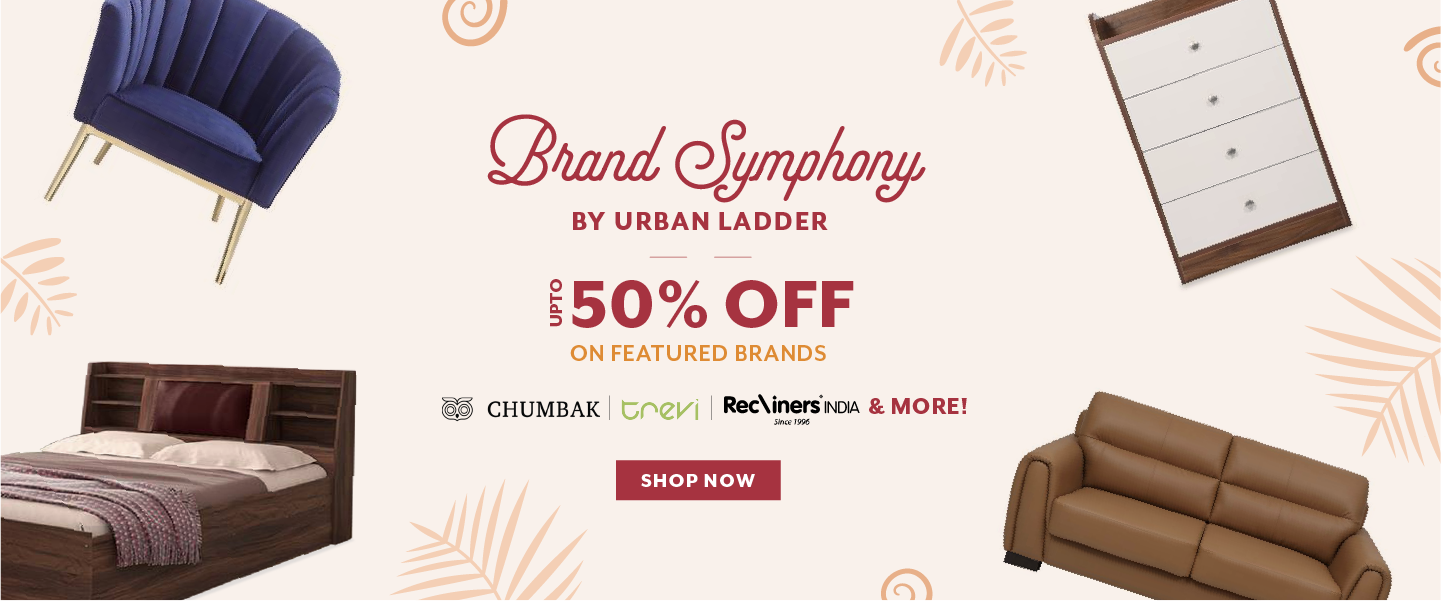 Brand Symphony
BY URBAN LADDER
UPTO 50% OFF
ON FEATURED BRANDS
CHUMBAK | trevi | Recliners INDIA & MORE!
Since 1996
SHOP NOW